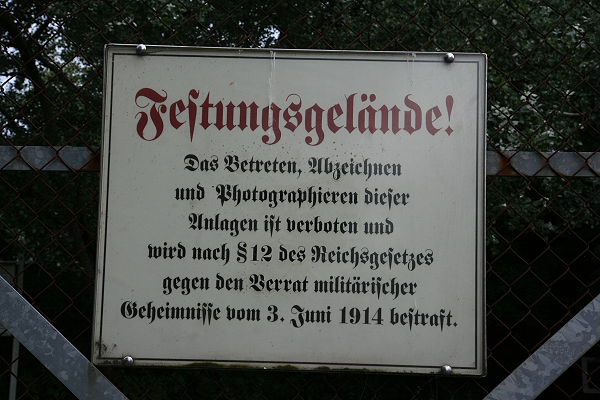 Festungsgelände!
Das Betreten, Abzeichnen
und Photographieren dieser
Anlagen ist verboten und
wird nach § 12 des Reichsgesetzes
gegen den Verrat militärischer
Geheimnisse vom 3. Juni 1914 bestraft.